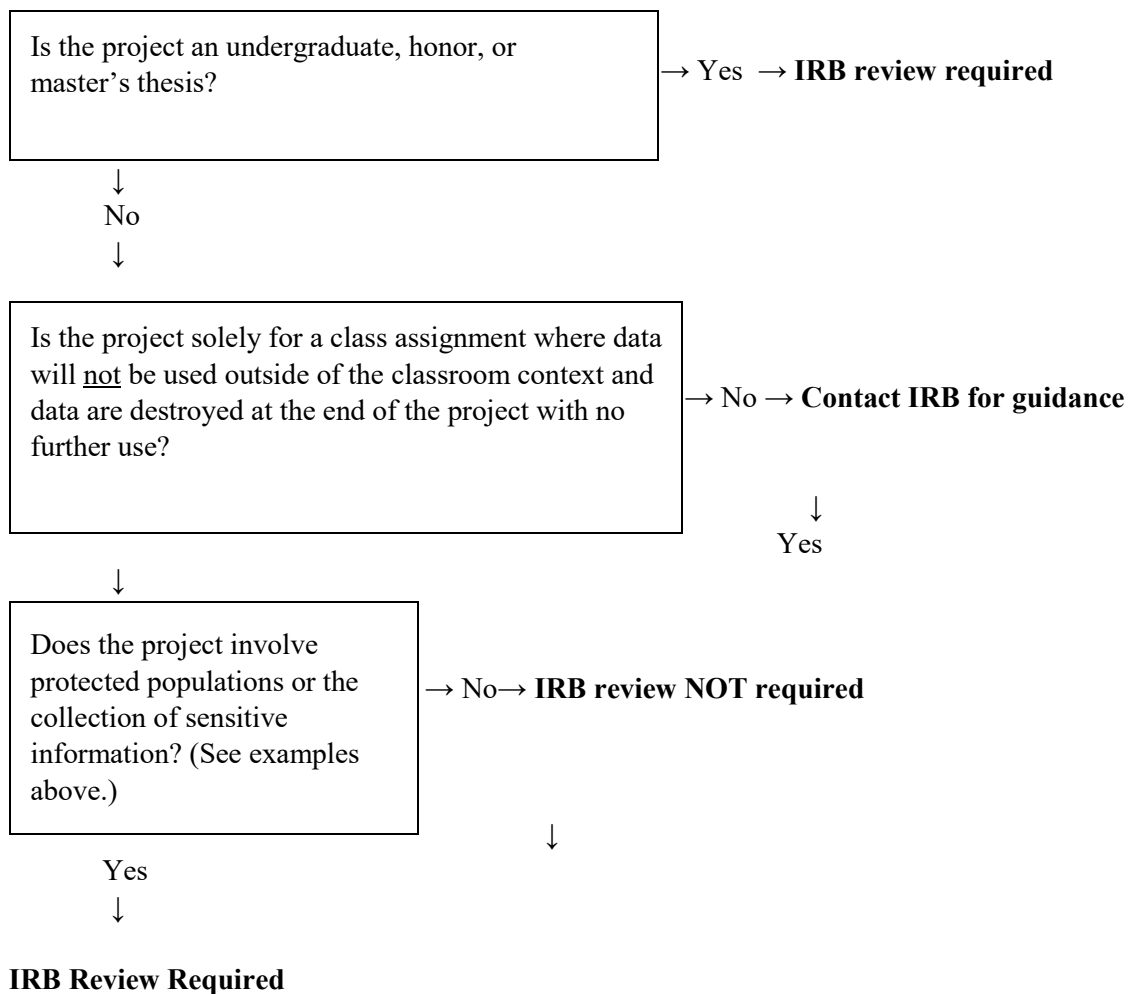 Is the project an undergraduate, honor, or
master’s thesis?
→ Yes → IRB review required
↓
No
↓
Is the project solely for a class assignment where data
will not be used outside of the classroom context and
data are destroyed at the end of the project with no
further use?
→ No → Contact IRB for guidance
↓
Yes
↓
Does the project involve
protected populations or the
collection of sensitive
information? (See examples
above.)
→ No→ IRB review NOT required
↓
Yes
↓
IRB Review Required